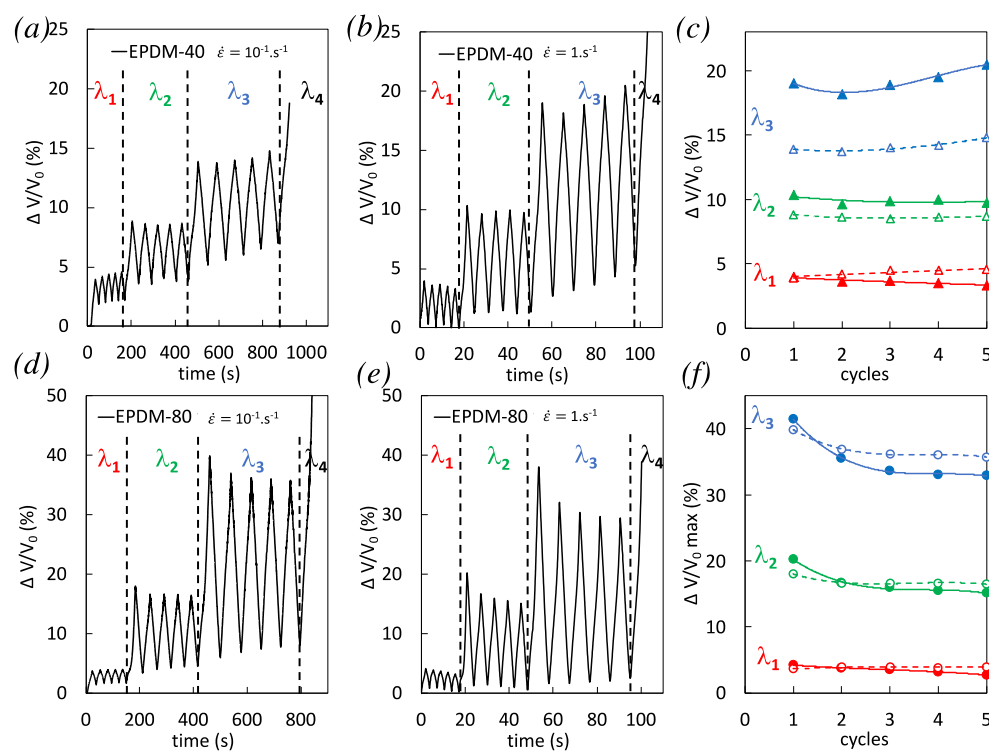 (a)
25
20
15
10
5
0
Δ V/V₀ (%)
EPDM-40 ε̇ = 10⁻¹.s⁻¹
λ₁ λ₂ λ₃ λ₄
0 200 400 600 800 1000
time (s)
(b)
25
20
15
10
5
0
Δ V/V₀ (%)
EPDM-40 ε̇ = 1.s⁻¹
λ₁ λ₂ λ₃ λ₄
0 20 40 60 80 100
time (s)
(c)
20
15
10
5
0
Δ V/V₀ (%)
λ₃
λ₂
λ₁
0 1 2 3 4 5
cycles
(d)
50
40
30
20
10
0
Δ V/V₀ (%)
EPDM-80 ε̇ = 10⁻¹.s⁻¹
λ₁ λ₂ λ₃ λ₄
0 200 400 600 800
time (s)
(e)
50
40
30
20
10
0
Δ V/V₀ (%)
EPDM-80 ε̇ = 1.s⁻¹
λ₁ λ₂ λ₃ λ₄
0 20 40 60 80 100
time (s)
(f)
40
30
20
10
0
Δ V/V₀ max (%)
λ₃
λ₂
λ₁
0 1 2 3 4 5
cycles